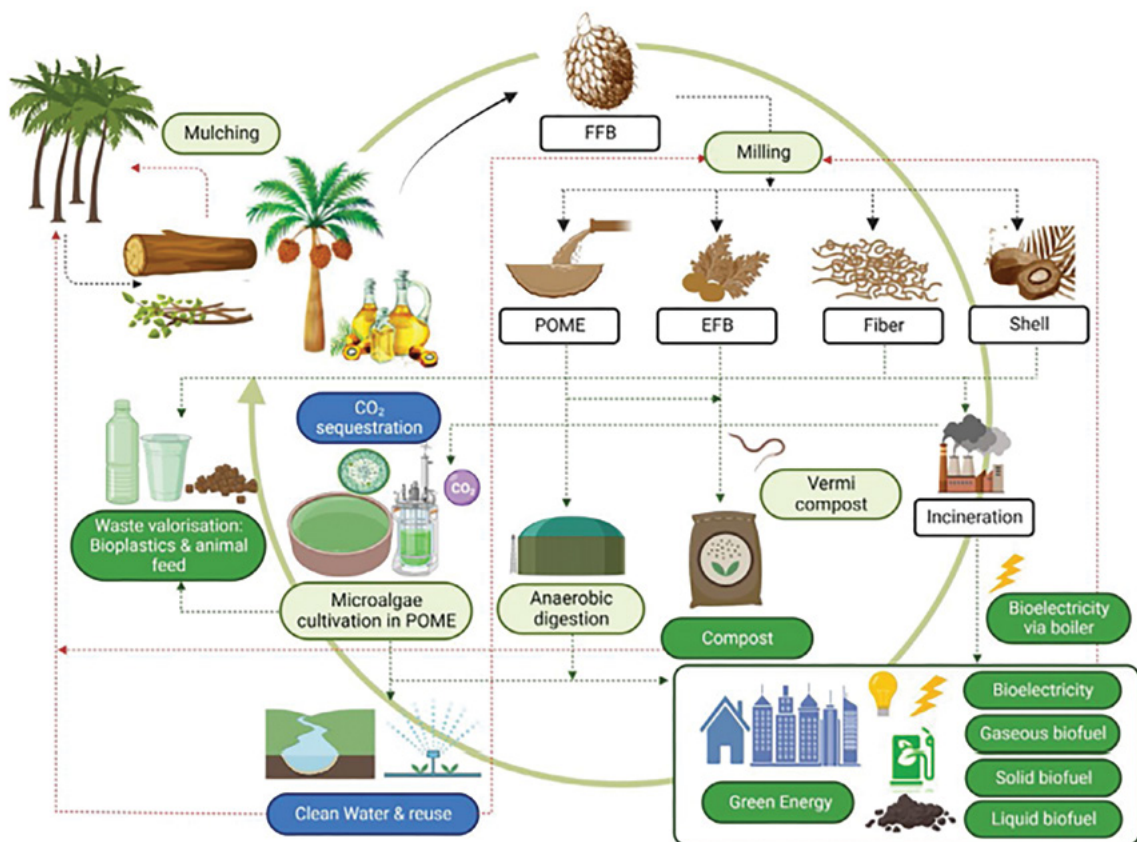 FFB
Mulching
Milling
POME
EFB
Fiber
Shell
CO₂
sequestration
CO₂
Vermi
compost
Incineration
Waste valorisation:
Bioplastics & animal
feed
Microalgae
cultivation in POME
Anaerobic
digestion
Compost
Bioelectricity
via boiler
Bioelectricity
Gaseous biofuel
Solid biofuel
Liquid biofuel
Green Energy
Clean Water & reuse